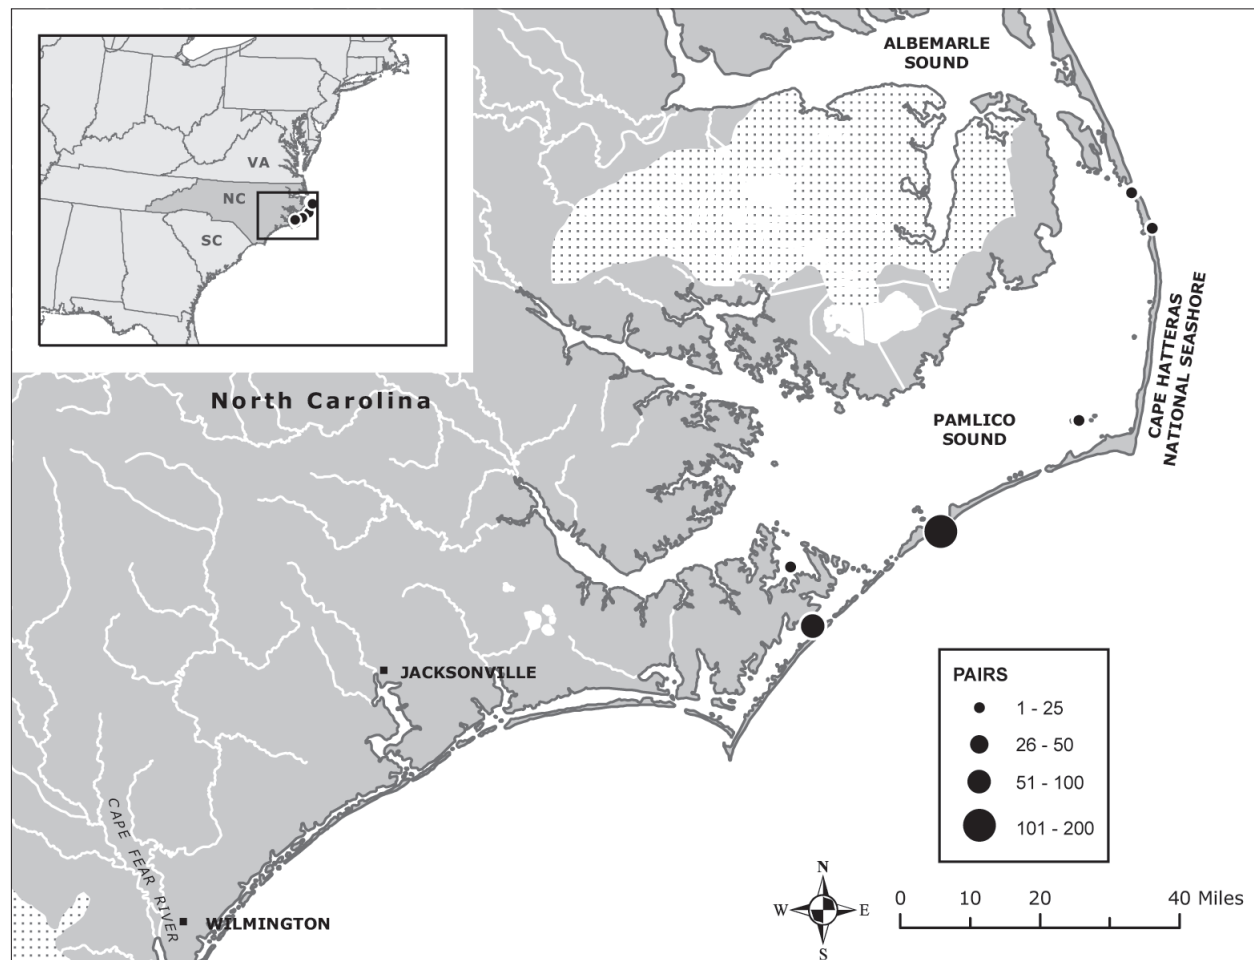 ALBEMARLE
SOUND
VA
NC
SC
CAPE HATTERAS
NATIONAL SEASHORE
North Carolina
PAMLICO
SOUND
JACKSONVILLE
PAIRS
1 - 25
26 - 50
51 - 100
101 - 200
CAPE FEAR RIVER
WILMINGTON
N
W E
S
0 10 20 40 Miles